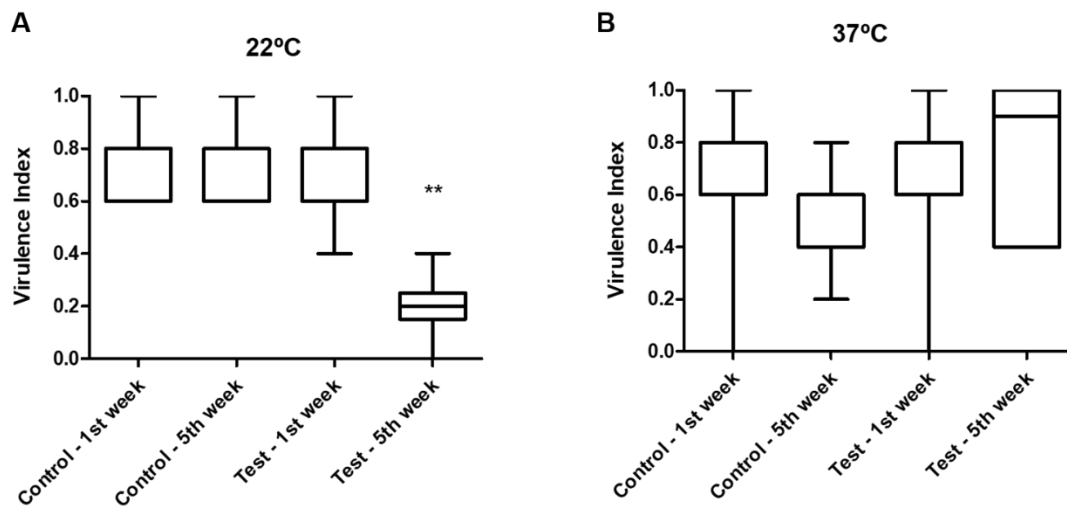 A
22ºC
Virulence Index
1.0
0.8
0.6
0.4
0.2
0.0
**
Control - 1st week
Control - 5th week
Test - 1st week
Test - 5th week
B
37ºC
Virulence Index
1.0
0.8
0.6
0.4
0.2
0.0
Control - 1st week
Control - 5th week
Test - 1st week
Test - 5th week